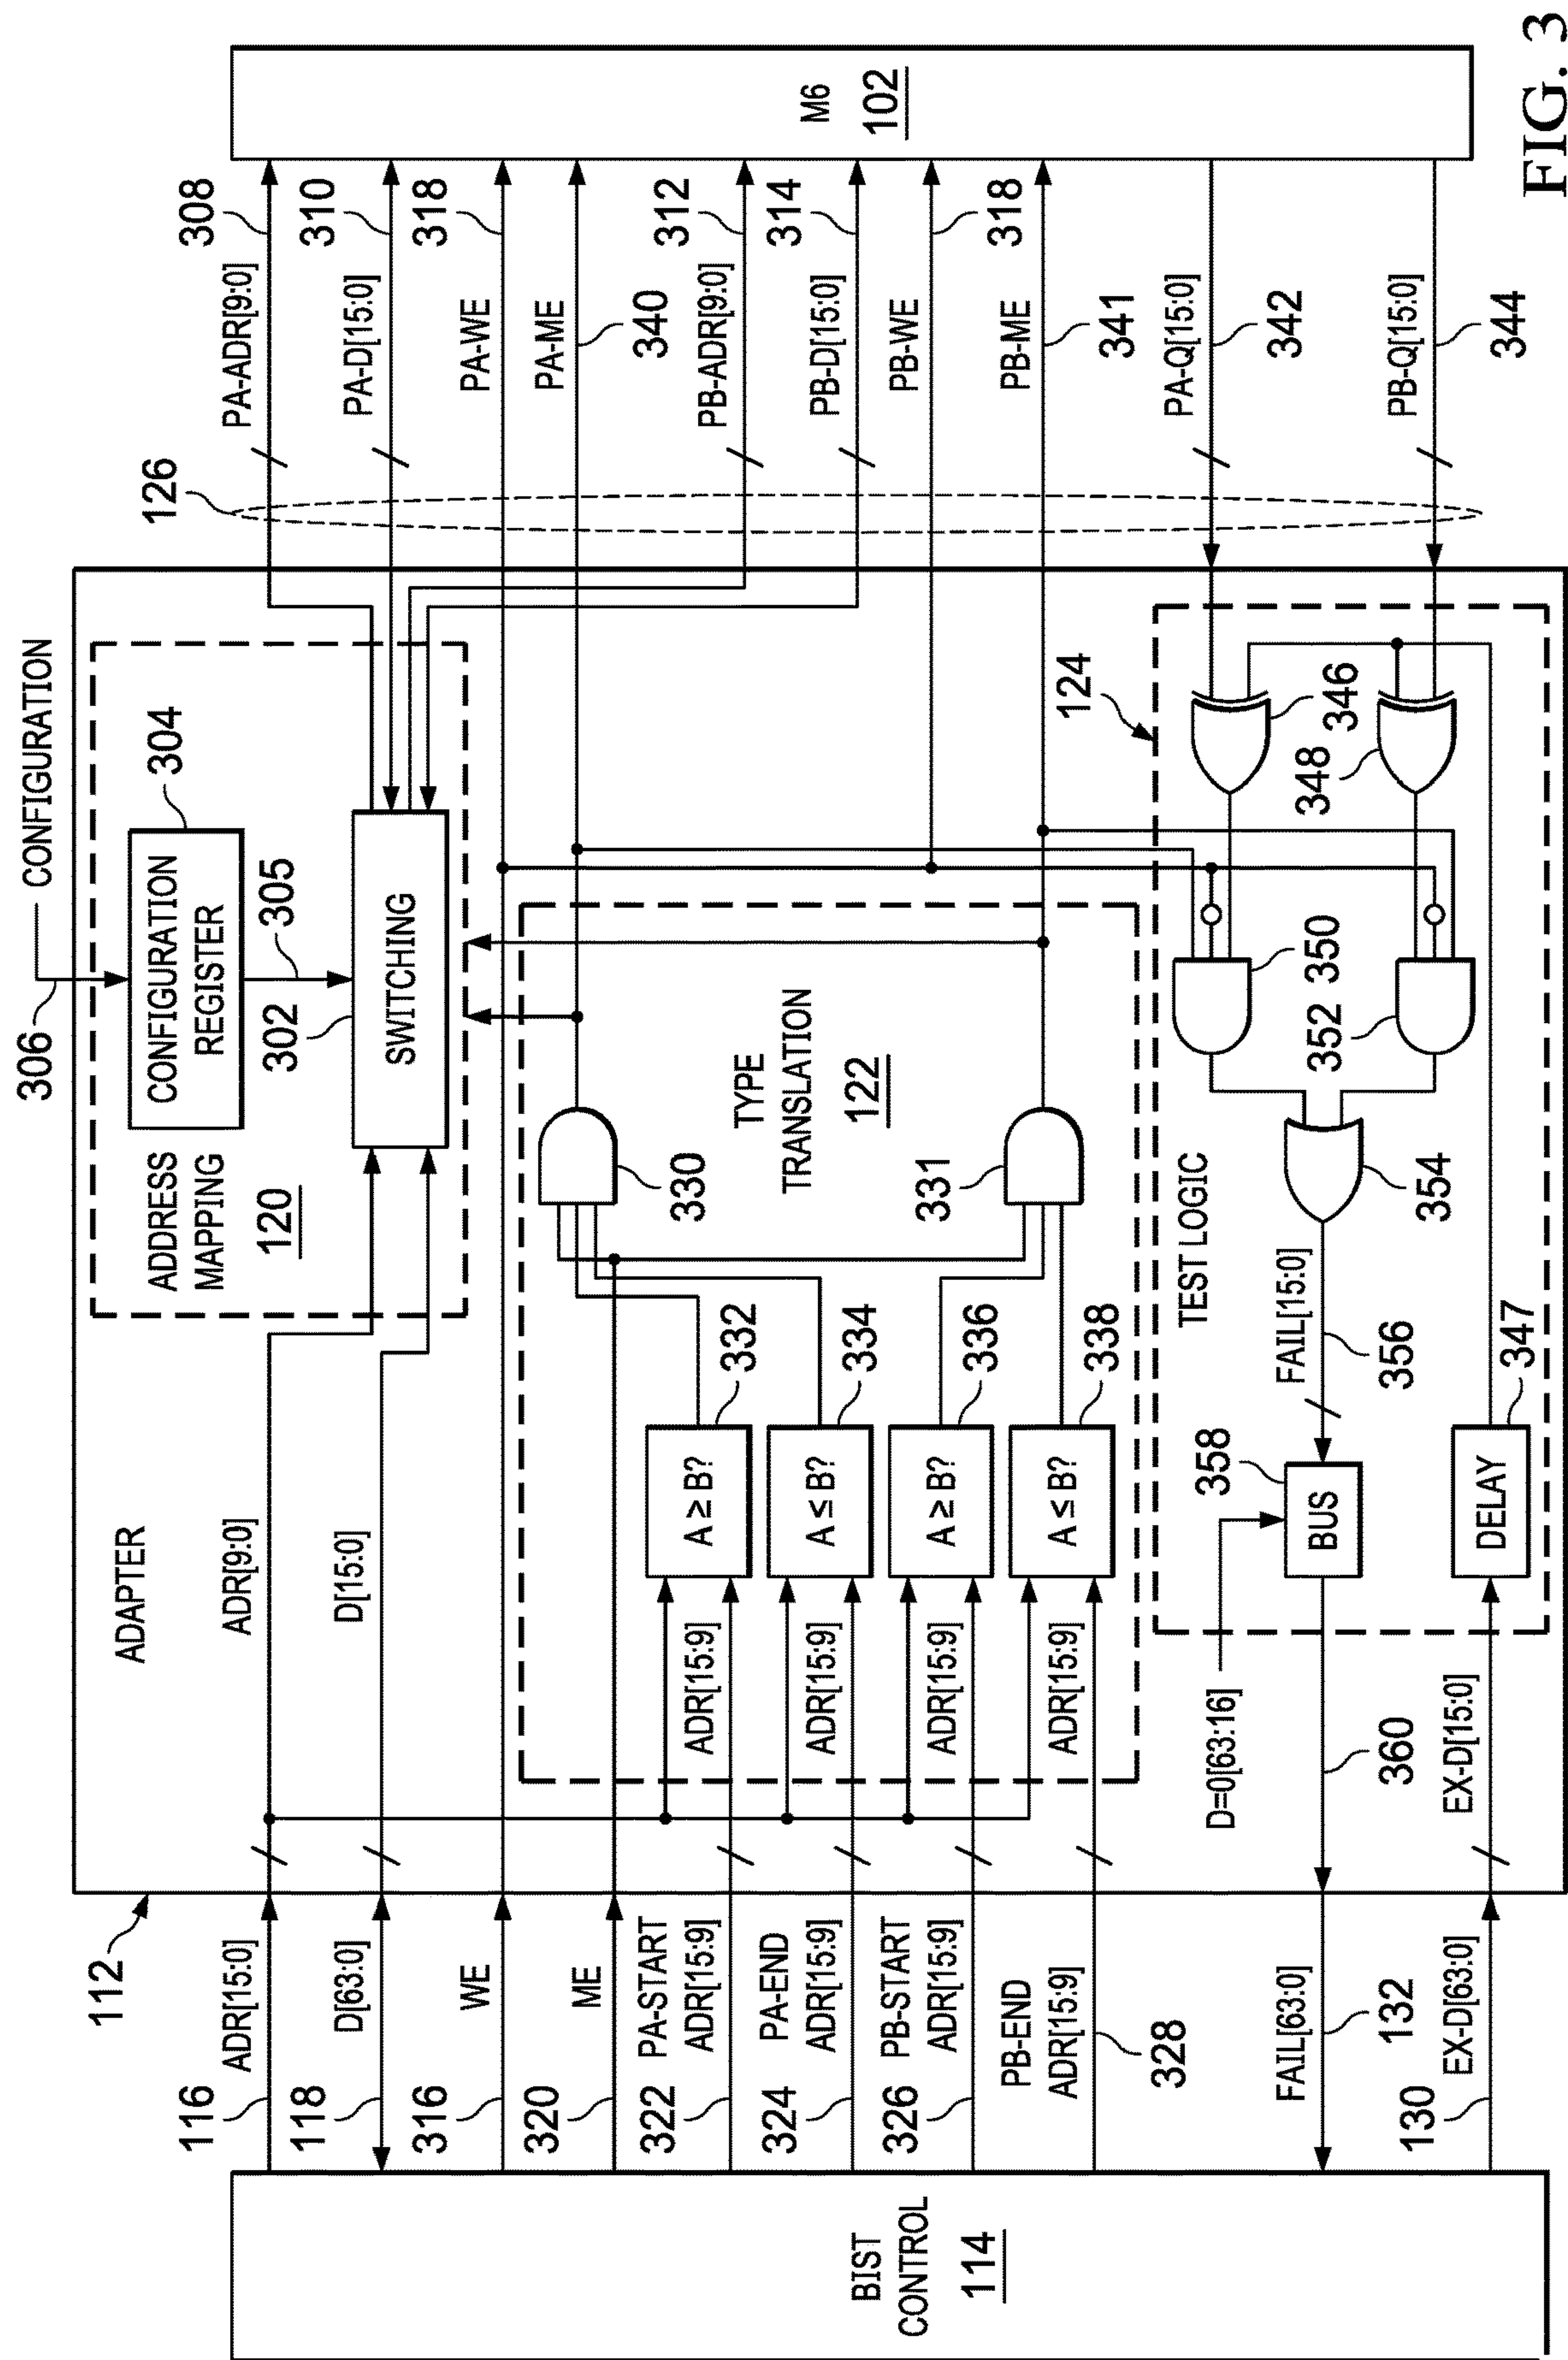 112
ADAPTER
BIST
CONTROL
114
116
ADR[15:0]
118
D[63:0]
316
WE
320
ME
322
PA-START
ADR[15:9]
324
PA-END
ADR[15:9]
326
PB-START
ADR[15:9]
PB-END
ADR[15:9]
328
FAIL[63:0]
132
130
EX-D[63:0]
ADR[9:0]
D[15:0]
306
CONFIGURATION
CONFIGURATION
REGISTER
304
305
302
SWITCHING
ADDRESS
MAPPING
120
ADR[15:9]
ADR[15:9]
ADR[15:9]
ADR[15:9]
A ≥ B?
332
A ≤ B?
334
A ≥ B?
336
A ≤ B?
338
330
331
TYPE
TRANSLATION
122
TEST LOGIC
124
D=0[63:16]
358
BUS
360
FAIL[15:0]
356
354
EX-D[15:0]
DELAY
347
350
352
346
348
126
PA-ADR[9:0]
308
PA-D[15:0]
310
PA-WE
318
PA-ME
340
PB-ADR[9:0]
312
PB-D[15:0]
314
PB-WE
318
PB-ME
341
PA-Q[15:0]
342
PB-Q[15:0]
344
M6
102
FIG. 3